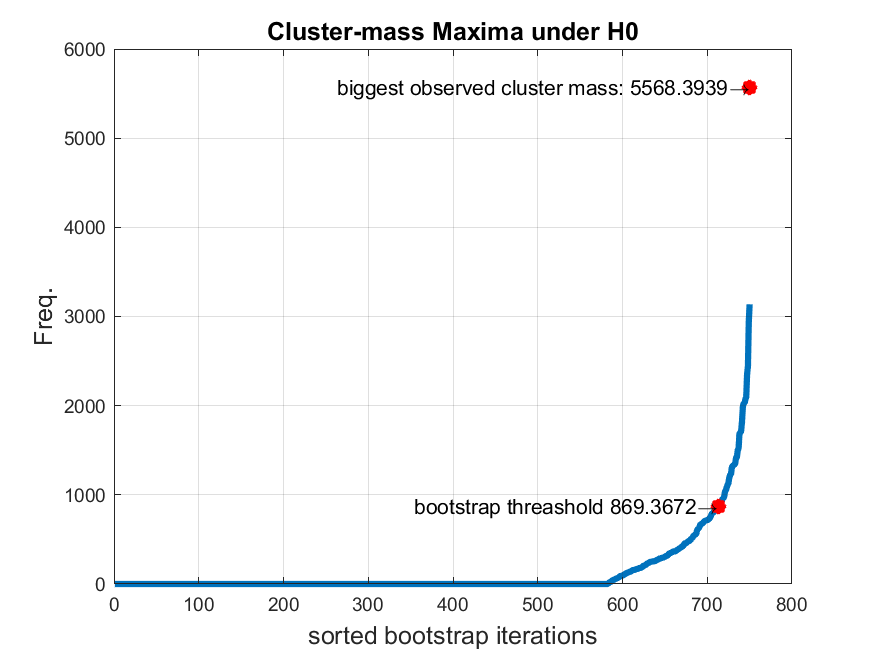 Cluster-mass Maxima under H0
6000
biggest observed cluster mass: 5568.3939
5000
4000
3000
2000
1000
bootstrap threashold 869.3672
0
Freq.
0 100 200 300 400 500 600 700 800
sorted bootstrap iterations